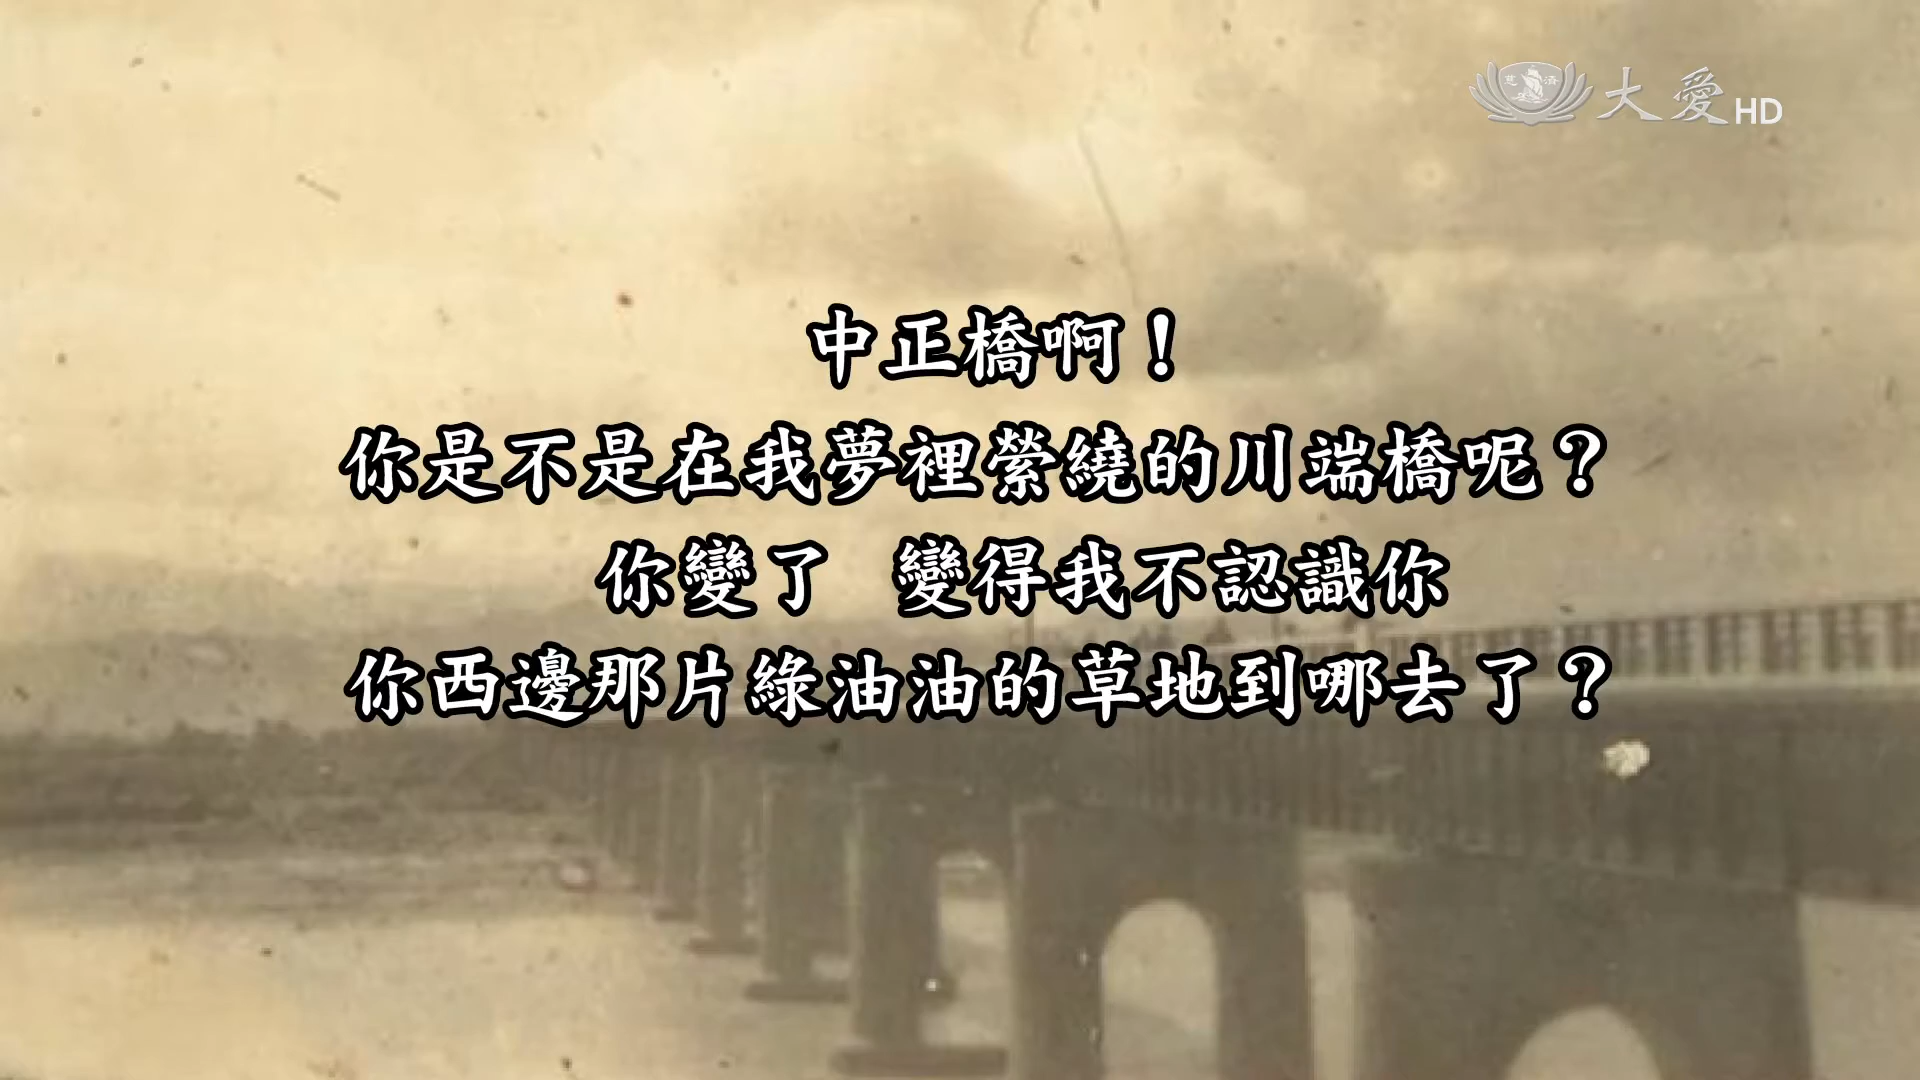 慈 濟
大愛HD
中正橋啊！
你是不是在我夢裡縈繞的川端橋呢？
你變了 變得我不認識你
你西邊那片綠油油的草地到哪去了？